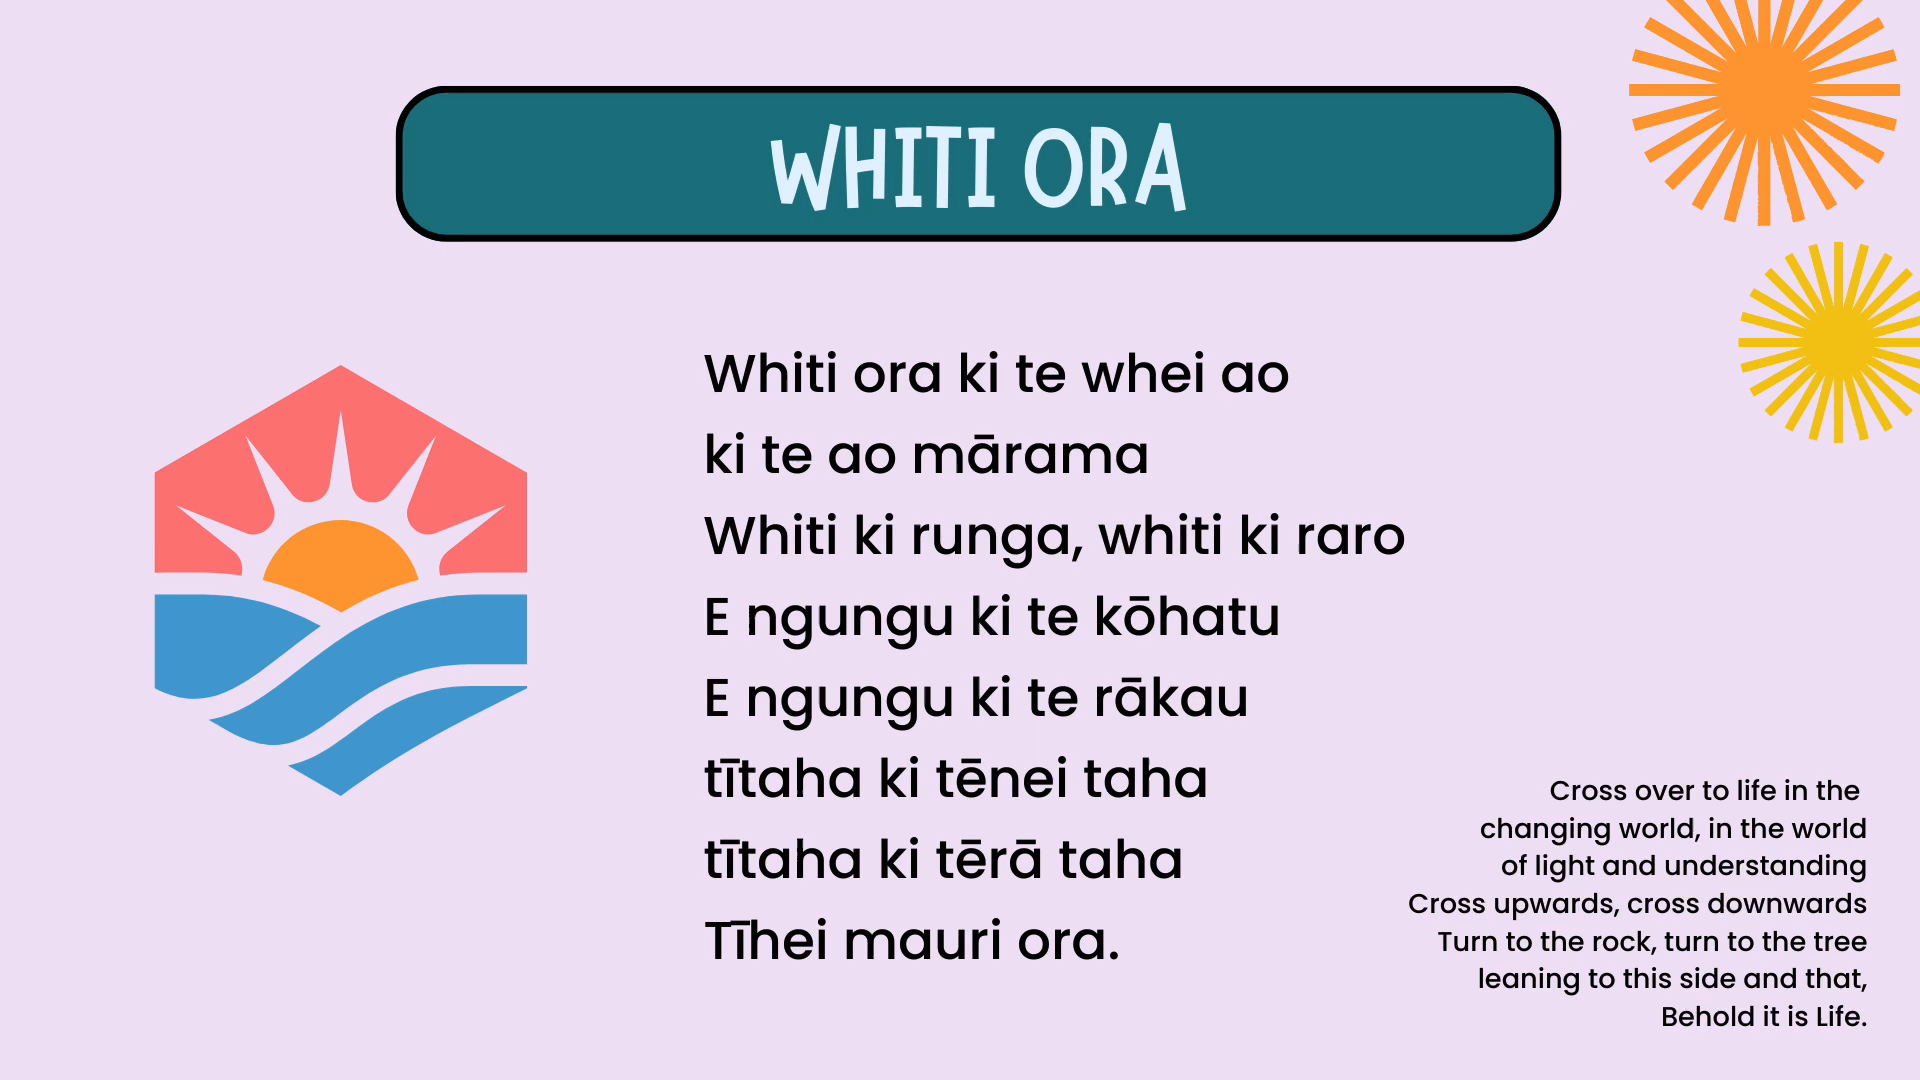 WHITI ORA
Whiti ora ki te whei ao
ki te ao mārama
Whiti ki runga, whiti ki raro
E ngungu ki te kōhatu
E ngungu ki te rākau
tītaha ki tēnei taha
tītaha ki tērā taha
Tīhei mauri ora.
Cross over to life in the
changing world, in the world
of light and understanding
Cross upwards, cross downwards
Turn to the rock, turn to the tree
leaning to this side and that,
Behold it is Life.